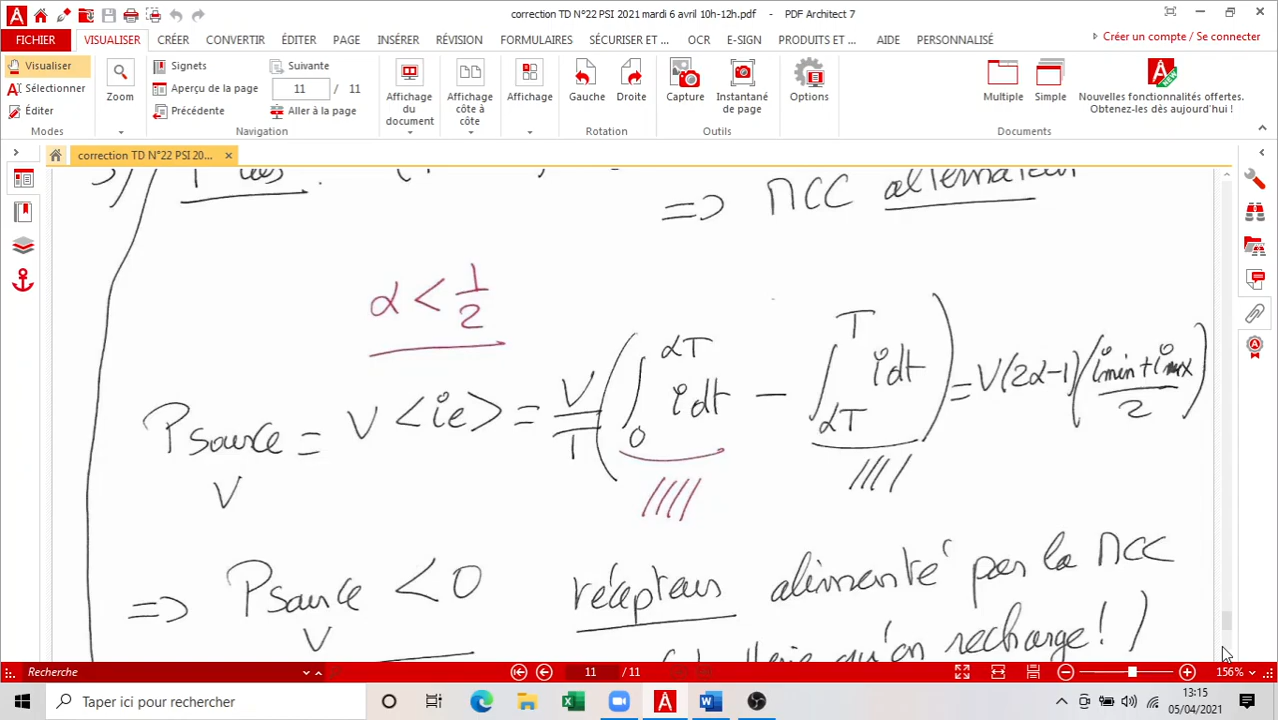 correction TD N°22 PSI 2021 mardi 6 avril 10h-12h.pdf - PDF Architect 7
FICHIER VISUALISER CRÉER CONVERTIR ÉDITER PAGE INSÉRER RÉVISION FORMULAIRES SÉCURISER ET ... OCR E-SIGN PRODUITS ET ... AIDE PERSONNALISÉ Créer un compte / Se connecter
Visualiser
Sélectionner
Éditer
Modes
Zoom
Signets
Aperçu de la page
Précédente
Suivante
11 / 11
Aller à la page
Navigation
Affichage du document
Affichage côte à côte
Affichage
Gauche
Droite
Rotation
Capture
Instantané de page
Outils
Options
Multiple
Simple
Nouvelles fonctionnalités offertes.
Obtenez-les dès aujourd'hui !
Documents
correction TD N°22 PSI 20...
=> MCC alternateur
α < 1/2
Psource V = V <ie> = V/T (∫0^αT idt - ∫αT^T idt) = V(2α-1)((imin+imax)/2)
=> Psource V < 0 récepteur alimenté par la MCC
qu'on recharge! )
Recherche 11 / 11 156%
Taper ici pour rechercher
13:15
05/04/2021